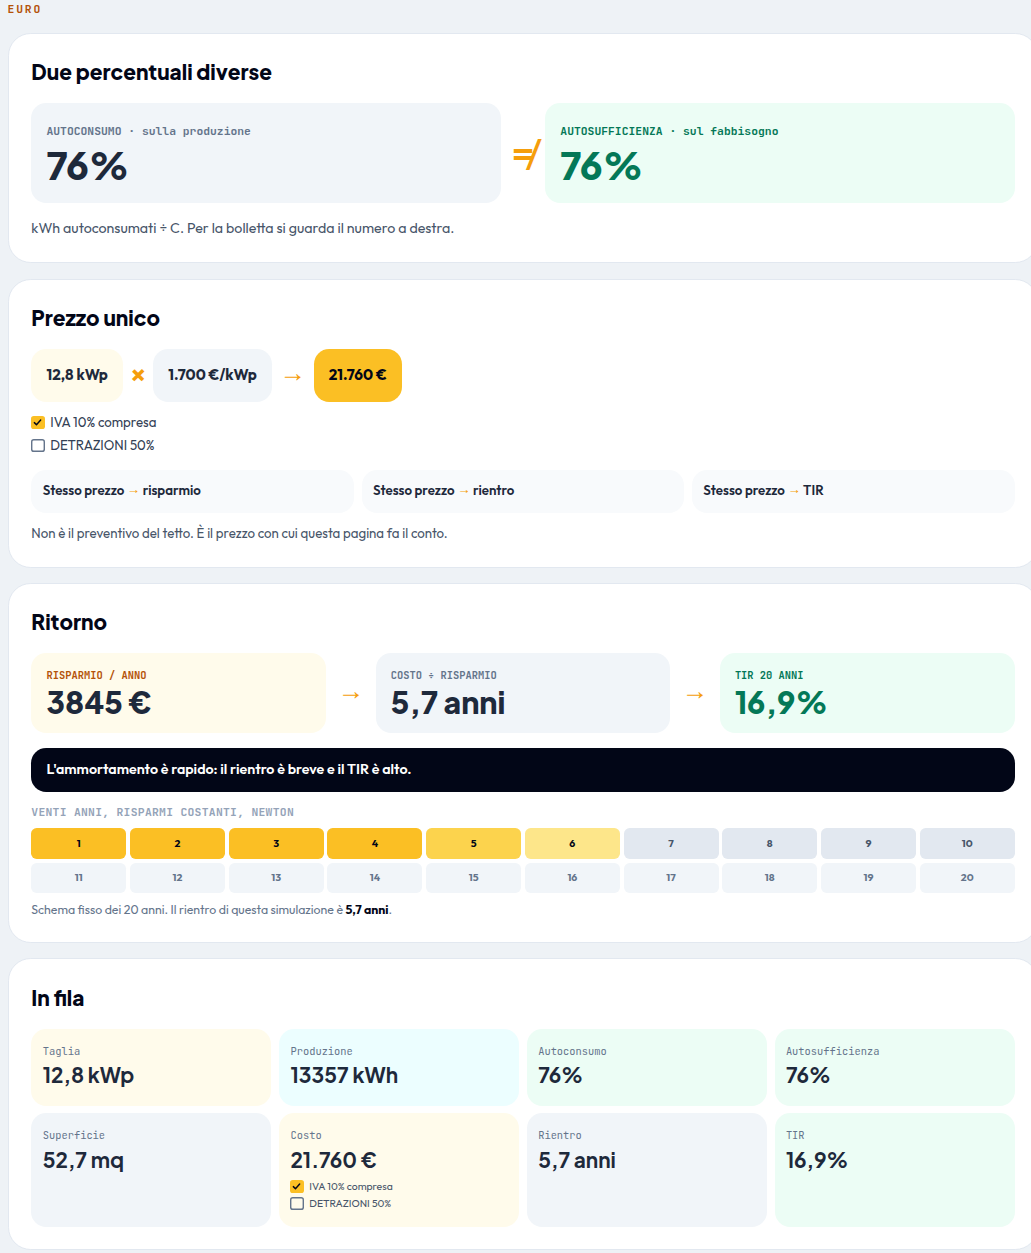 EURO
Due percentuali diverse
AUTOCONSUMO · sulla produzione
76%
≠
AUTOSUFFICIENZA · sul fabbisogno
76%
kWh autoconsumati ÷ C. Per la bolletta si guarda il numero a destra.
Prezzo unico
12,8 kWp × 1.700 €/kWp → 21.760 €
IVA 10% compresa
DETRAZIONI 50%
Stesso prezzo → risparmio
Stesso prezzo → rientro
Stesso prezzo → TIR
Non è il preventivo del tetto. È il prezzo con cui questa pagina fa il conto.
Ritorno
RISPARMIO / ANNO
3845 €
→
COSTO ÷ RISPARMIO
5,7 anni
→
TIR 20 ANNI
16,9%
L'ammortamento è rapido: il rientro è breve e il TIR è alto.
VENTI ANNI, RISPARMI COSTANTI, NEWTON
1 2 3 4 5 6 7 8 9 10
11 12 13 14 15 16 17 18 19 20
Schema fisso dei 20 anni. Il rientro di questa simulazione è 5,7 anni.
In fila
Taglia
12,8 kWp
Produzione
13357 kWh
Autoconsumo
76%
Autosufficienza
76%
Superficie
52,7 mq
Costo
21.760 €
IVA 10% compresa
DETRAZIONI 50%
Rientro
5,7 anni
TIR
16,9%